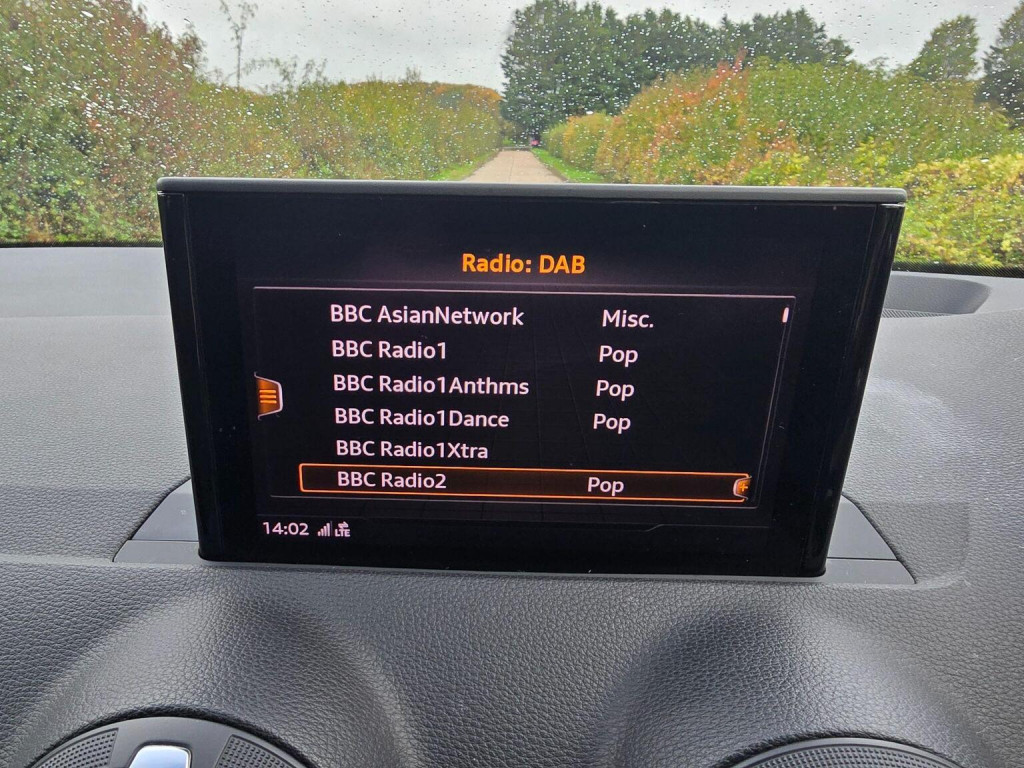 Radio: DAB
BBC AsianNetwork Misc.
BBC Radio1 Pop
BBC Radio1Anthms Pop
BBC Radio1Dance Pop
BBC Radio1Xtra
BBC Radio2 Pop
14:02 LTE